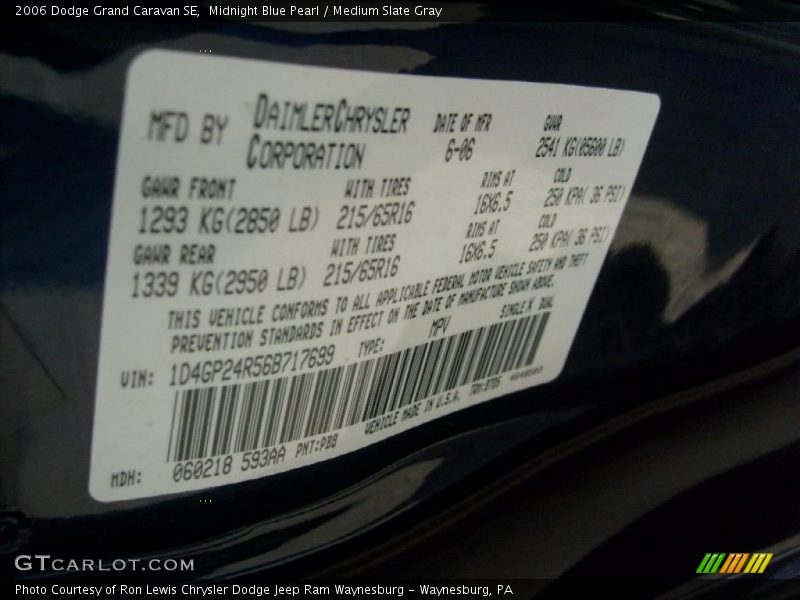 2006 Dodge Grand Caravan SE, Midnight Blue Pearl / Medium Slate Gray
MFD BY DAIMLERCHRYSLER CORPORATION DATE OF MFR 6-06 GVWR 2541 KG(05600 LB)
GAWR FRONT WITH TIRES RIMS AT COLD
1293 KG(2850 LB) 215/65R16 16X6.5 250 KPA( 36 PSI)
GAWR REAR WITH TIRES RIMS AT COLD
1339 KG(2950 LB) 215/65R16 16X6.5 250 KPA( 36 PSI)
THIS VEHICLE CONFORMS TO ALL APPLICABLE FEDERAL MOTOR VEHICLE SAFETY AND THEFT
PREVENTION STANDARDS IN EFFECT ON THE DATE OF MANUFACTURE SHOWN ABOVE.
VIN: 1D4GP24R56B717699 TYPE: MPV SINGLE X DUAL
MDH: 060218 593AA PNT:PB8 VEHICLE MADE IN U.S.A.
GTCARLOT.COM
Photo Courtesy of Ron Lewis Chrysler Dodge Jeep Ram Waynesburg - Waynesburg, PA